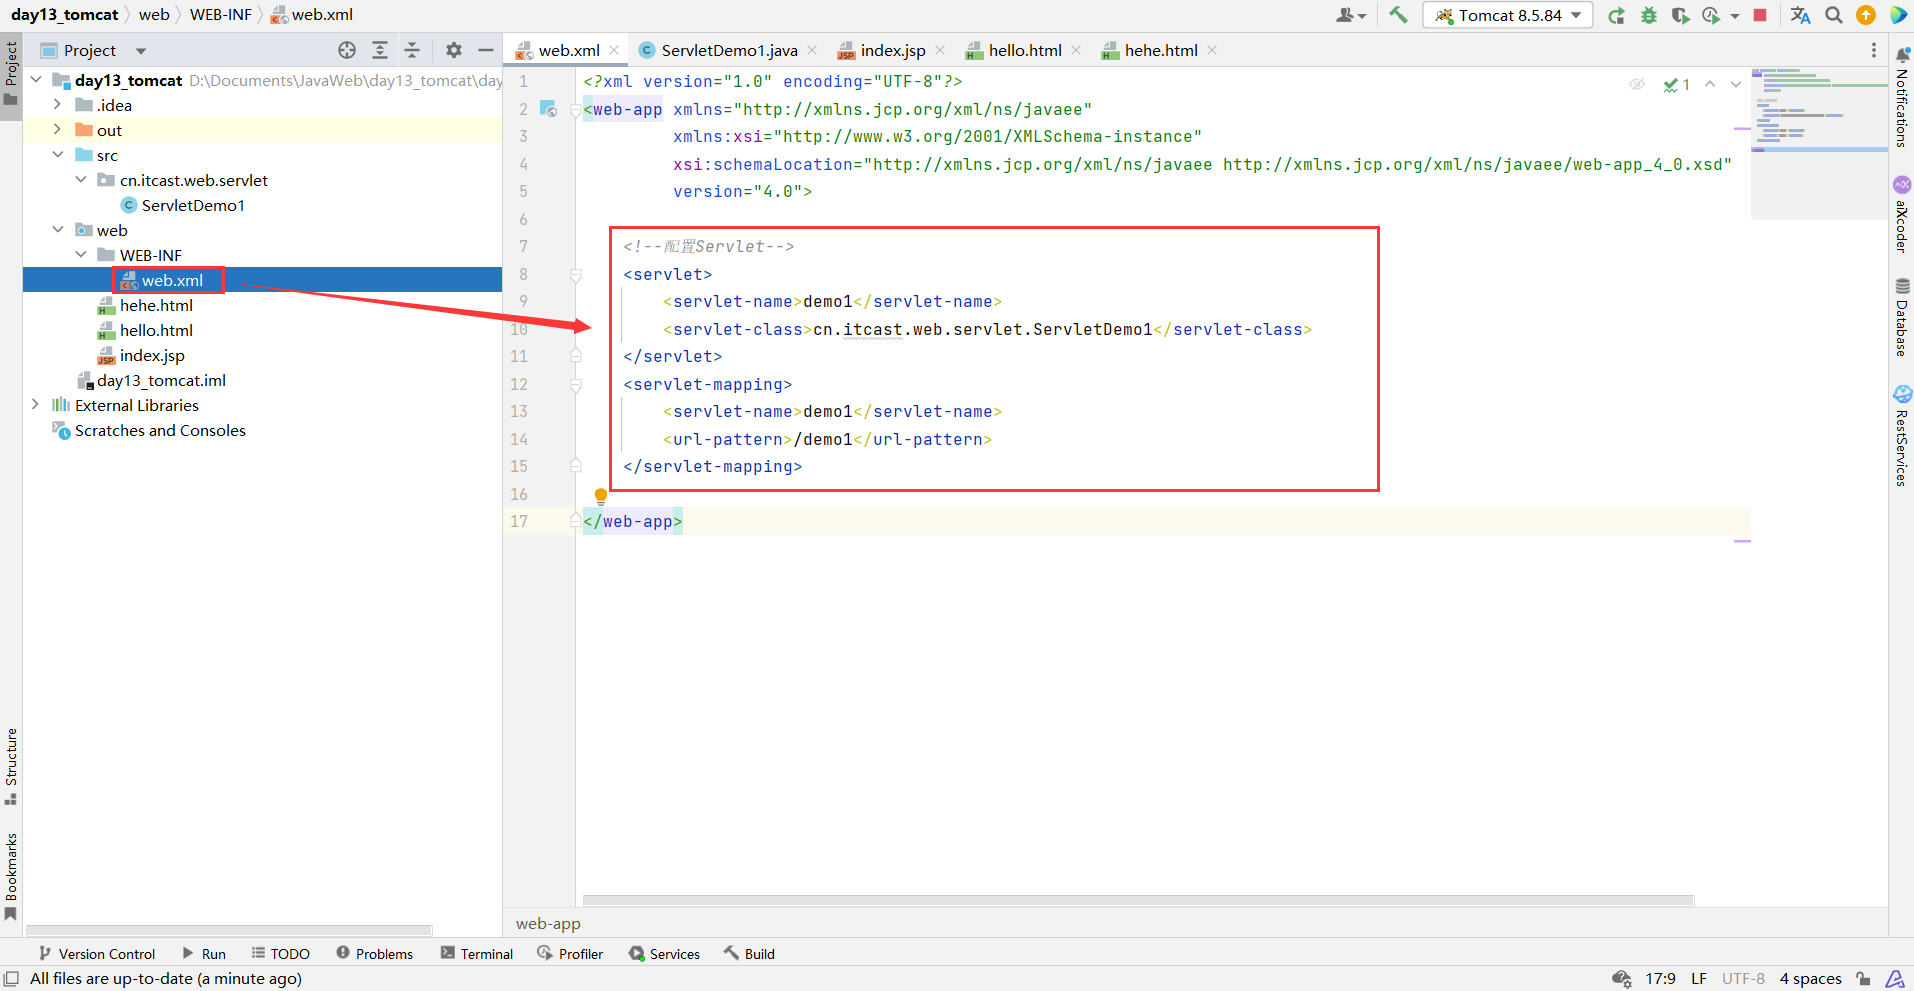 day13_tomcat web WEB-INF web.xml
Tomcat 8.5.84
Project
Project
web.xml ServletDemo1.java index.jsp hello.html hehe.html
day13_tomcat D:\Documents\JavaWeb\day13_tomcat\day
.idea
out
src
cn.itcast.web.servlet
ServletDemo1
web
WEB-INF
web.xml
hehe.html
hello.html
index.jsp
day13_tomcat.iml
External Libraries
Scratches and Consoles
Structure
Bookmarks
1 <?xml version="1.0" encoding="UTF-8"?>
2 <web-app xmlns="http://xmlns.jcp.org/xml/ns/javaee"
3 xmlns:xsi="http://www.w3.org/2001/XMLSchema-instance"
4 xsi:schemaLocation="http://xmlns.jcp.org/xml/ns/javaee http://xmlns.jcp.org/xml/ns/javaee/web-app_4_0.xsd"
5 version="4.0">
6
7 <!--配置Servlet-->
8 <servlet>
9 <servlet-name>demo1</servlet-name>
10 <servlet-class>cn.itcast.web.servlet.ServletDemo1</servlet-class>
11 </servlet>
12 <servlet-mapping>
13 <servlet-name>demo1</servlet-name>
14 <url-pattern>/demo1</url-pattern>
15 </servlet-mapping>
16
17 </web-app>
1
Notifications
aiXcoder
Database
RestServices
web-app
Version Control Run TODO Problems Terminal Profiler Services Build
All files are up-to-date (a minute ago)
17:9 LF UTF-8 4 spaces